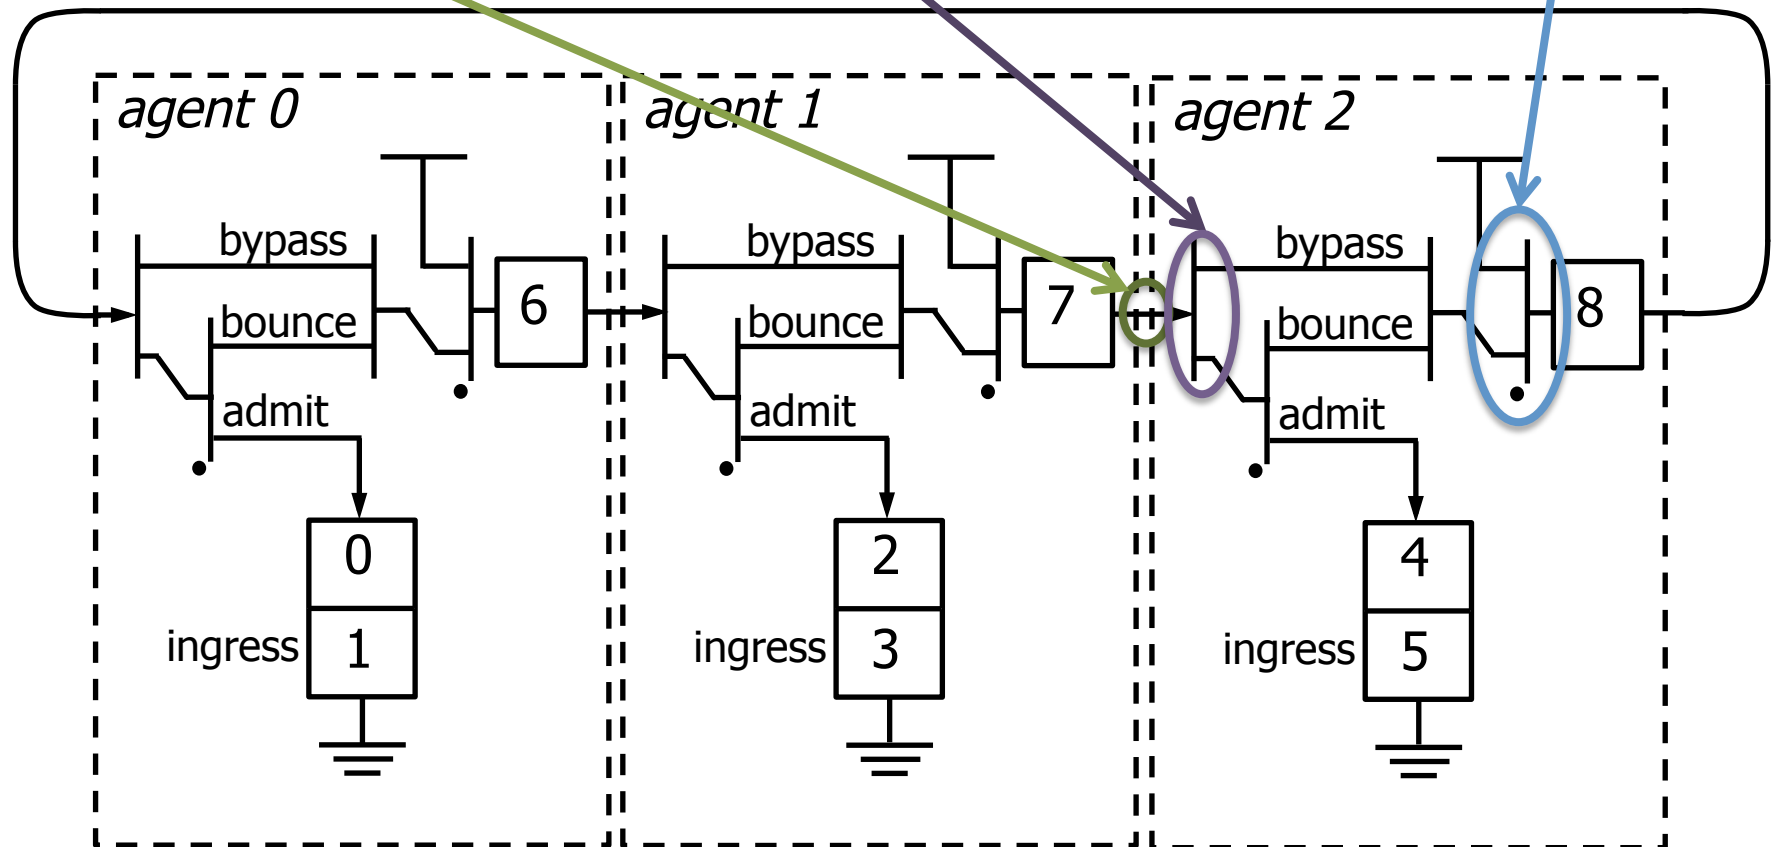 agent 0
agent 1
agent 2
bypass
bypass
bypass
6
7
8
bounce
bounce
bounce
admit
admit
admit
0
2
4
ingress
1
ingress
3
ingress
5